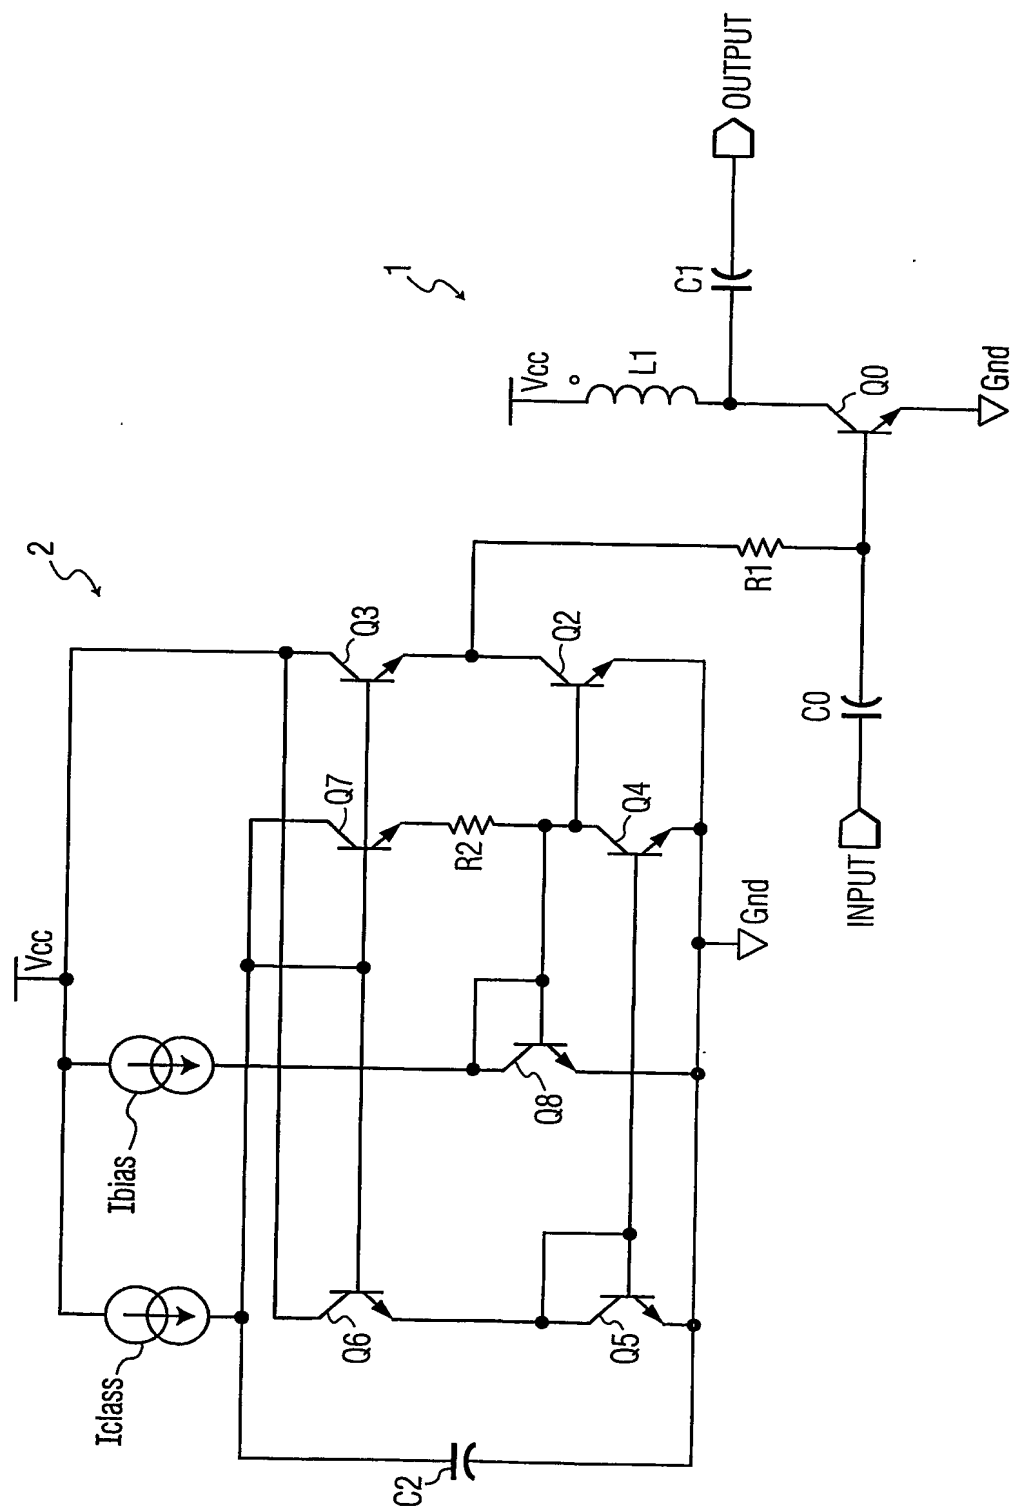 2
1
Vcc
Iclass
Ibias
Q7
Q3
Q6
R2
Q8
Q2
Q5
Q4
C2
Gnd
R1
Vcc
L1
C1
OUTPUT
INPUT
C0
Q0
Gnd